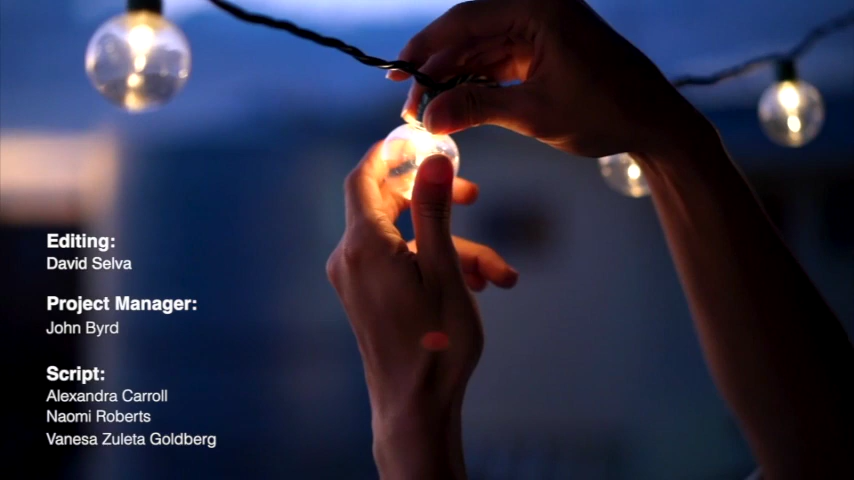 Editing:
David Selva
Project Manager:
John Byrd
Script:
Alexandra Carroll
Naomi Roberts
Vanesa Zuleta Goldberg